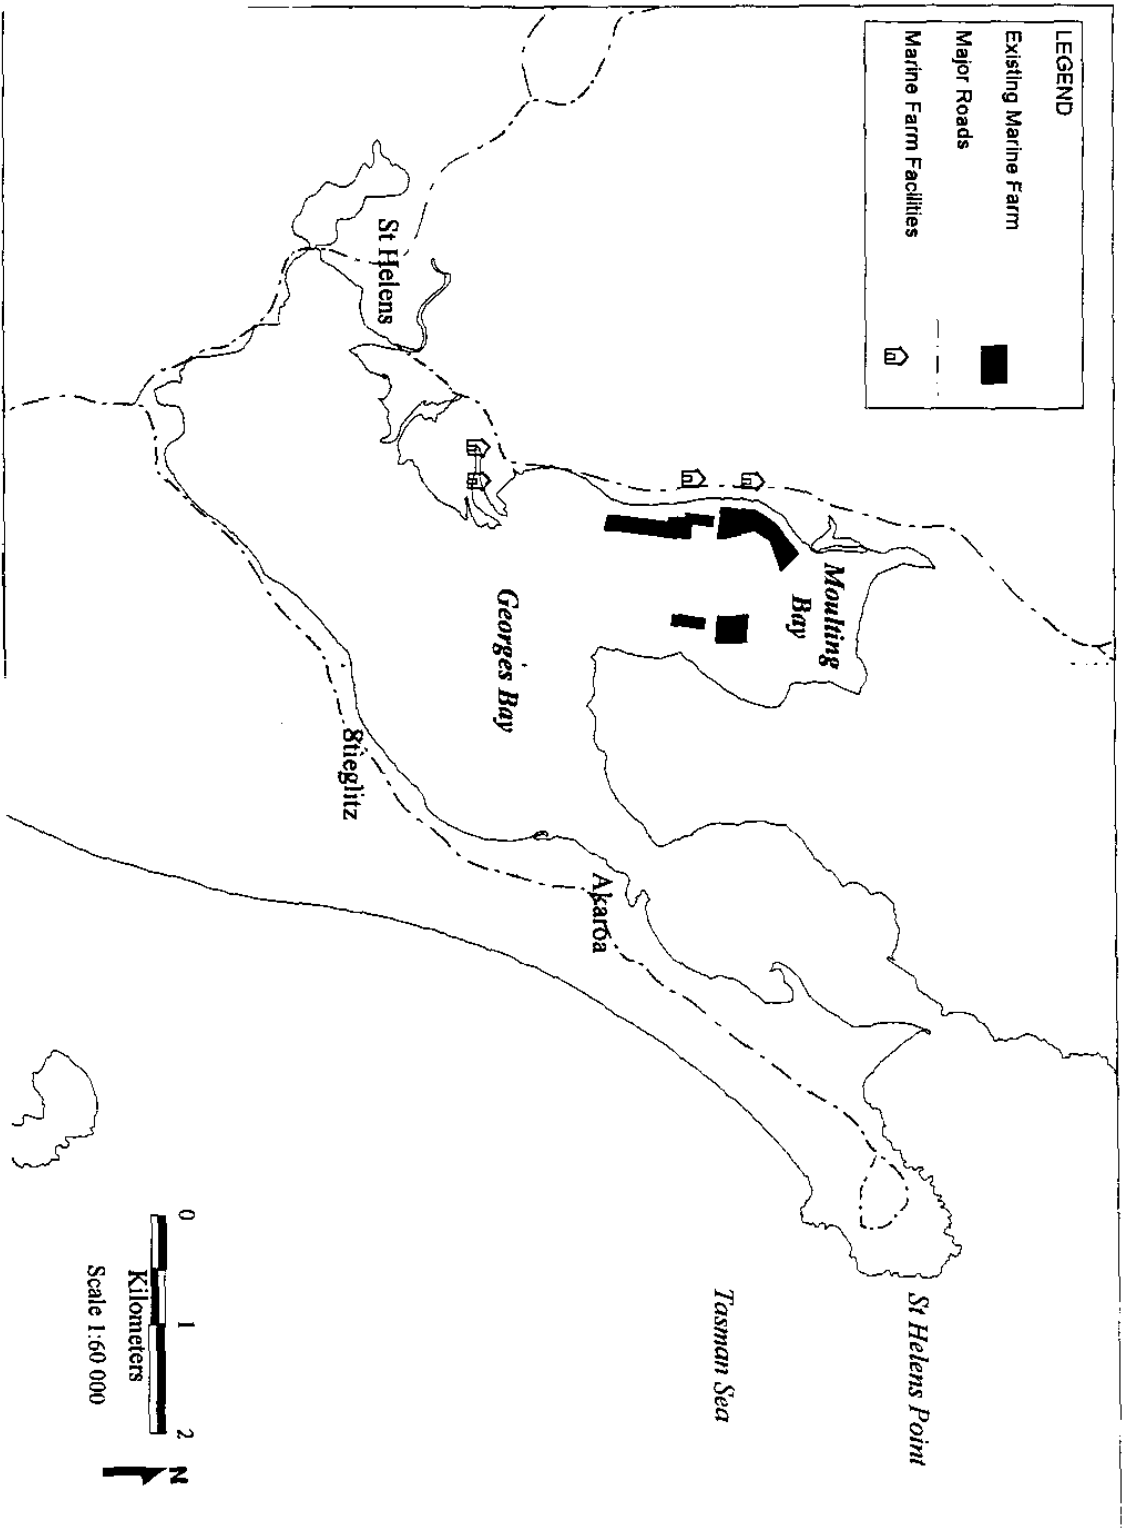 LEGEND
Existing Marine Farm
Major Roads
Marine Farm Facilities
St Helens
Moulting
Bay
Georges Bay
Stieglitz
Akaroa
St Helens Point
Tasman Sea
0 1 2
Kilometers
Scale 1:60 000
N